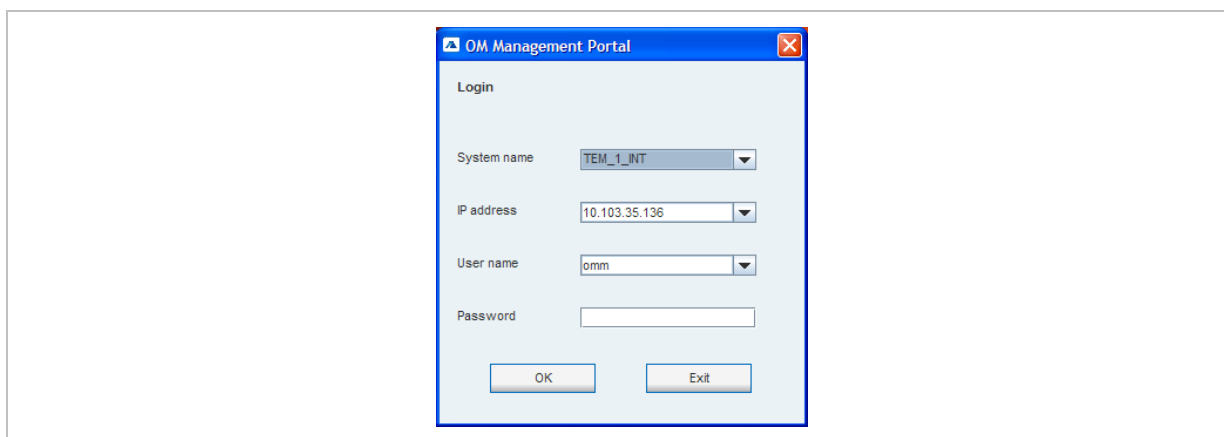 OM Management Portal
Login
System name TEM_1_INT
IP address 10.103.35.136
User name omm
Password
OK Exit